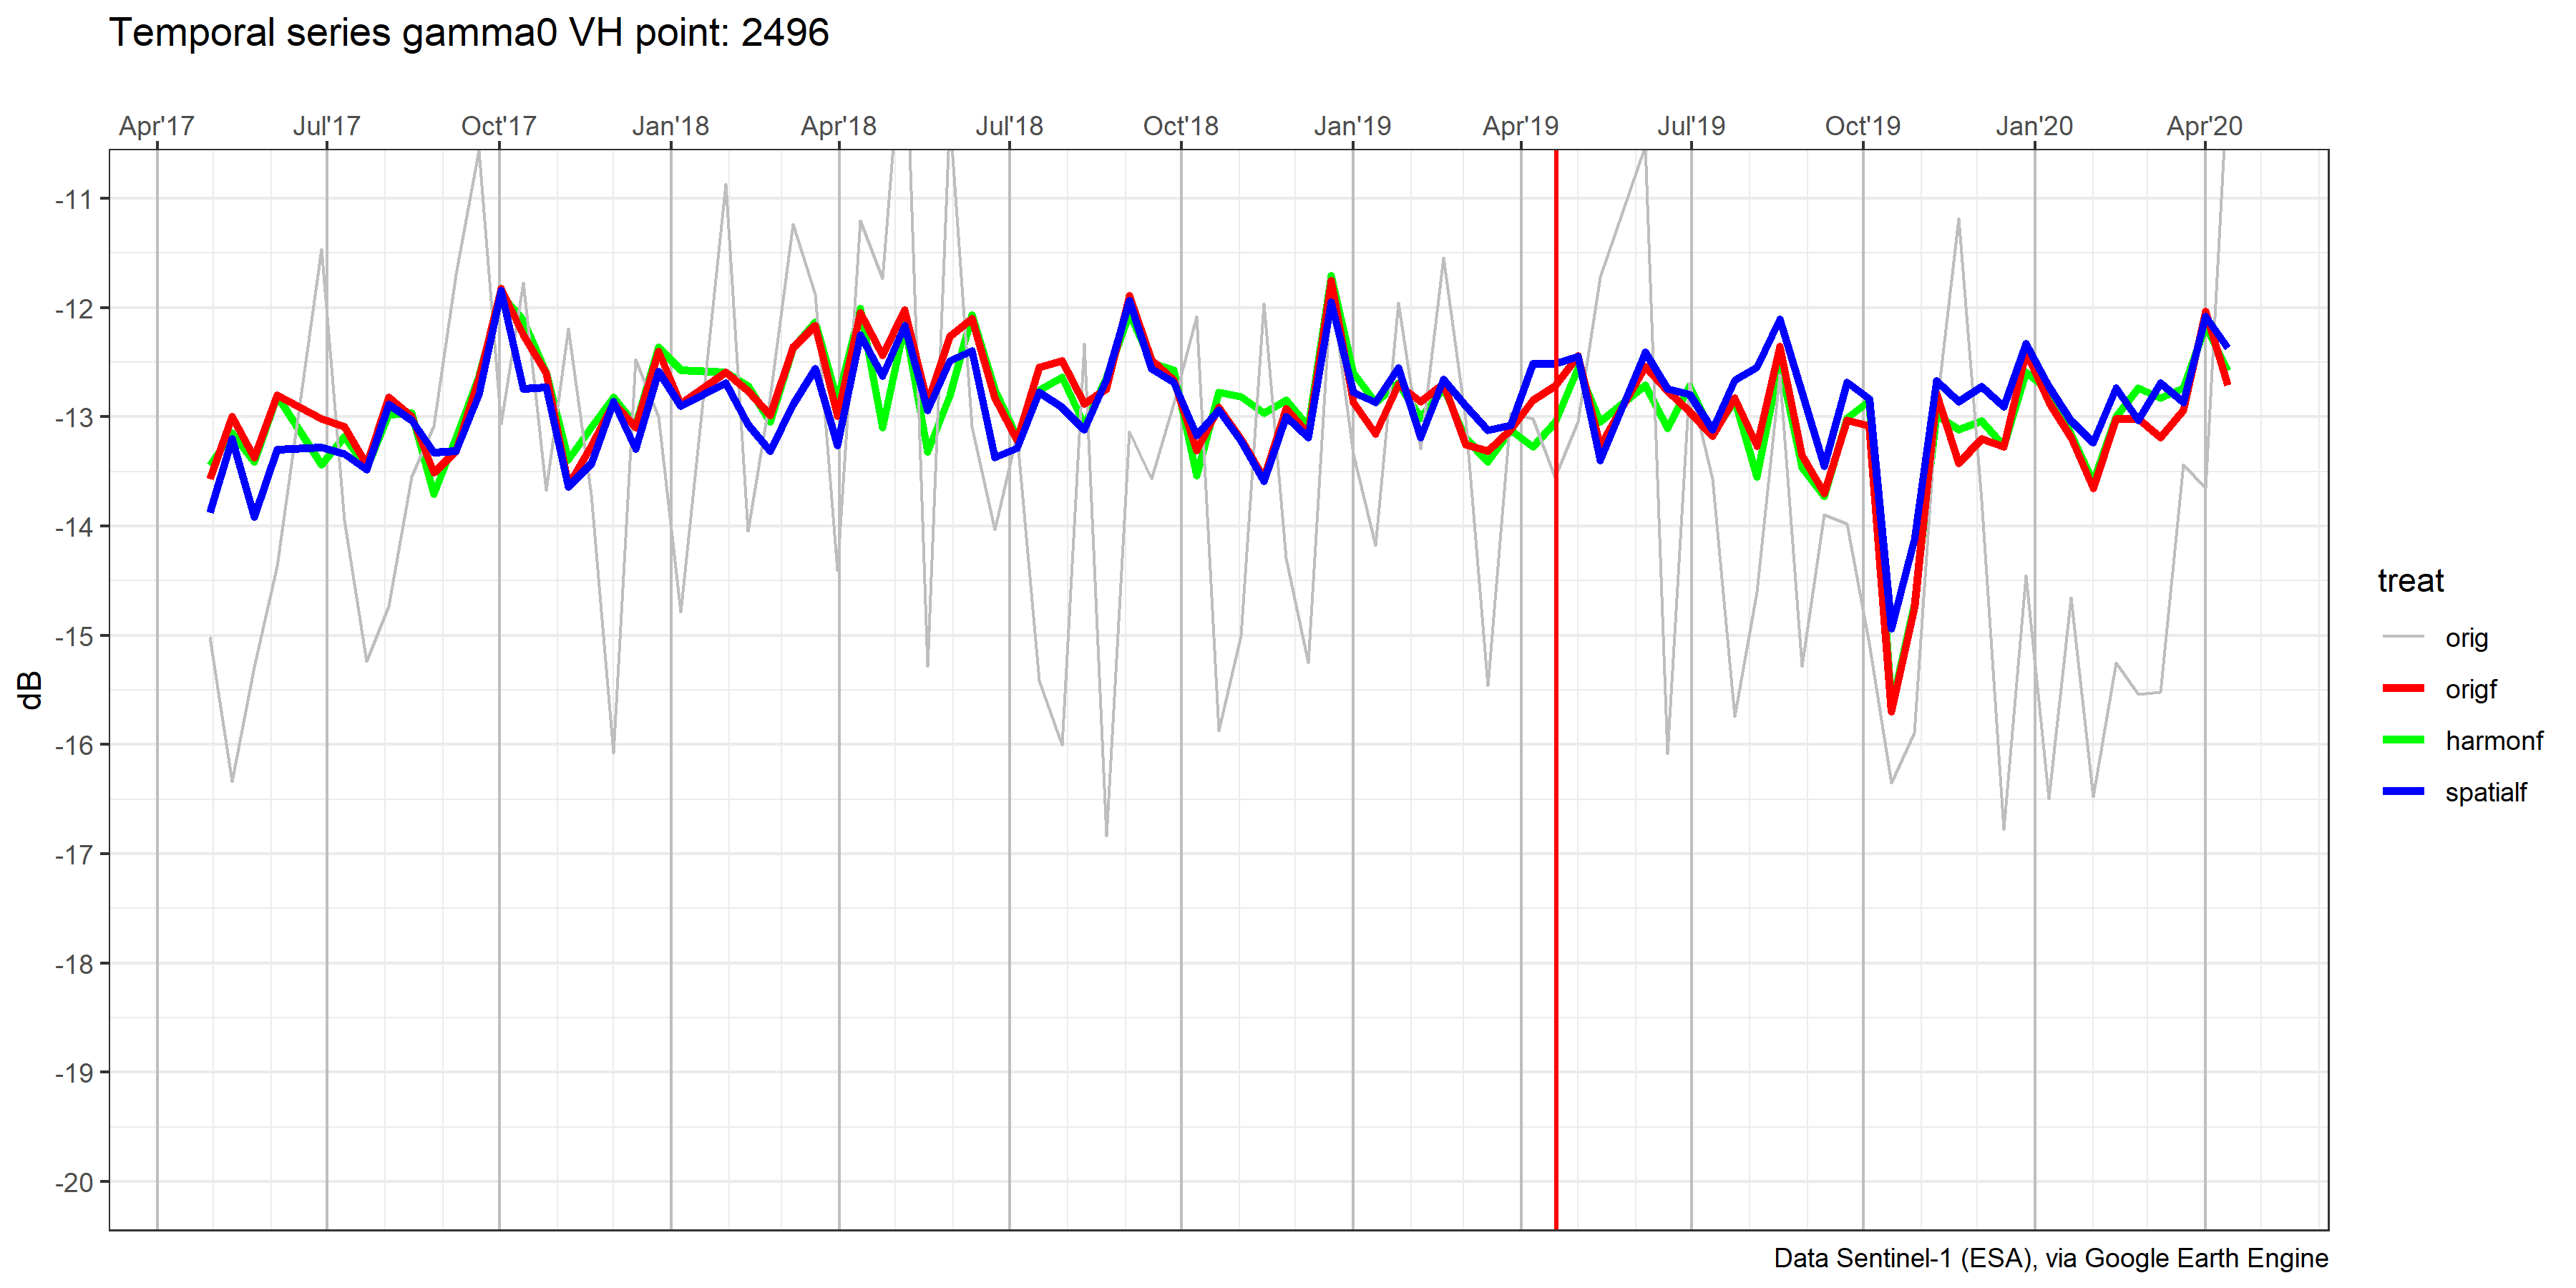 Temporal series gamma0 VH point: 2496
Apr'17 Jul'17 Oct'17 Jan'18 Apr'18 Jul'18 Oct'18 Jan'19 Apr'19 Jul'19 Oct'19 Jan'20 Apr'20
-11
-12
-13
-14
-15
-16
-17
-18
-19
-20
dB
treat
orig
origf
harmonf
spatialf
Data Sentinel-1 (ESA), via Google Earth Engine